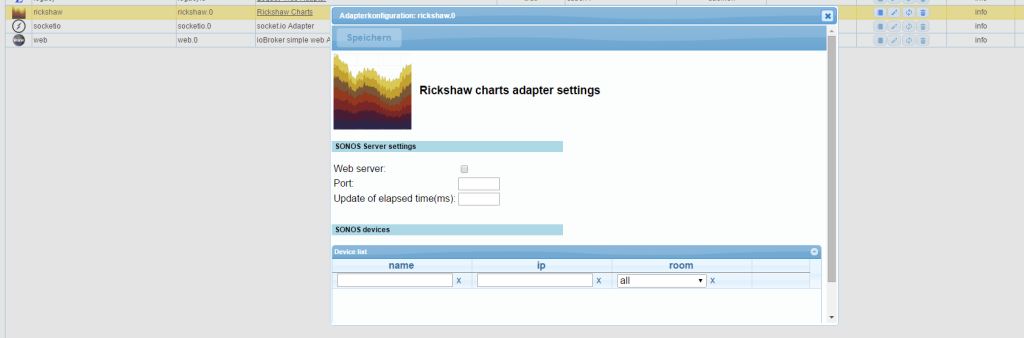 rickshaw rickshaw.0 Rickshaw Charts info
socketio socketio.0 socket.io Adapter info
web web.0 ioBroker simple web A info
Adapterkonfiguration: rickshaw.0
Speichern
Rickshaw charts adapter settings
SONOS Server settings
Web server:
Port:
Update of elapsed time(ms):
SONOS devices
Device list
name ip room
x x all x